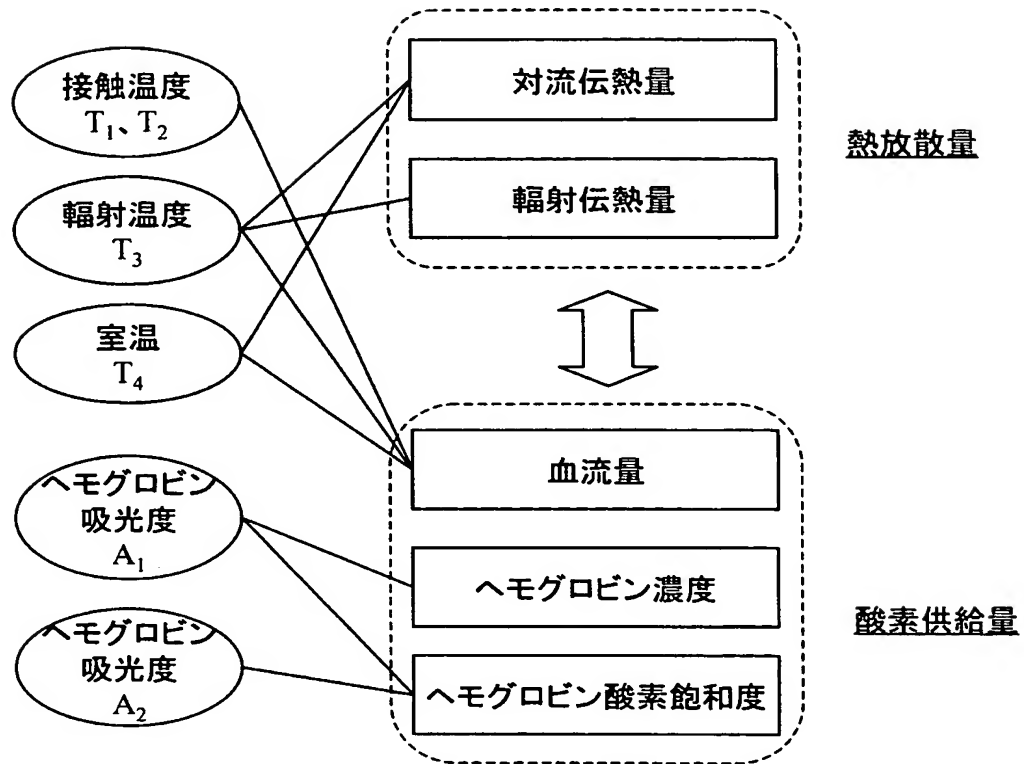 接触温度
T₁、T₂
輻射温度
T₃
室温
T₄
ヘモグロビン
吸光度
A₁
ヘモグロビン
吸光度
A₂
対流伝熱量
輻射伝熱量
熱放散量
血流量
ヘモグロビン濃度
ヘモグロビン酸素飽和度
酸素供給量